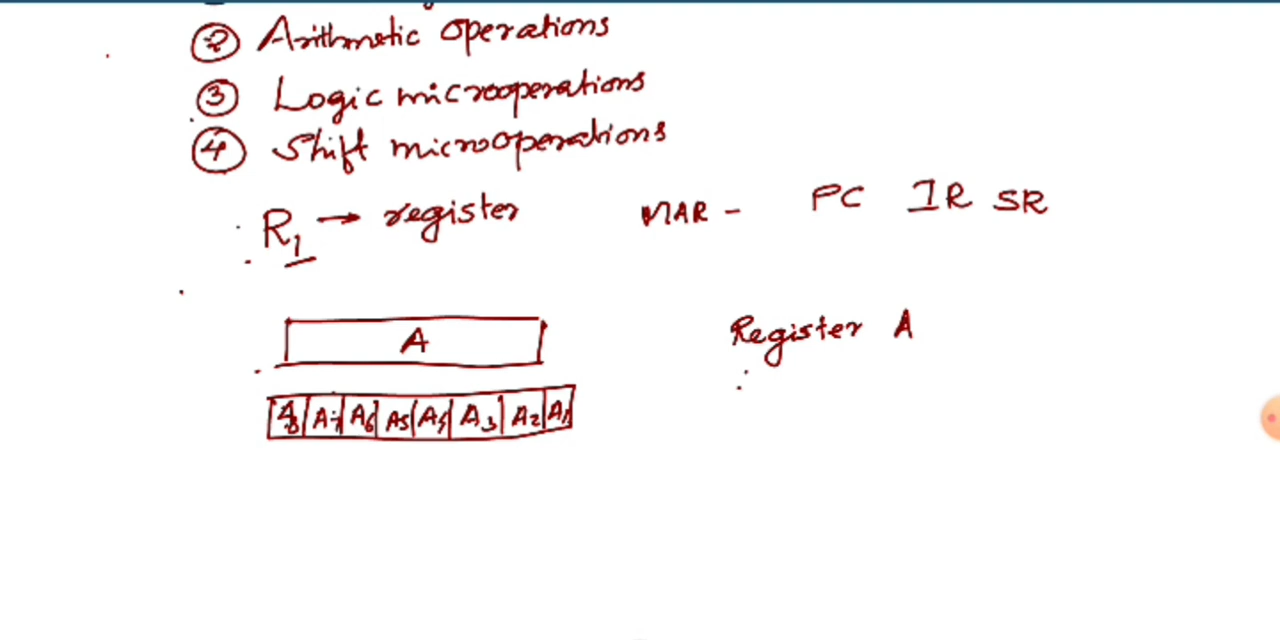 ② Arithmetic operations
③ Logic microoperations
④ Shift microoperations
R₁ → register MAR - PC IR SR
A Register A
A₈ A₇ A₆ A₅ A₄ A₃ A₂ A₁